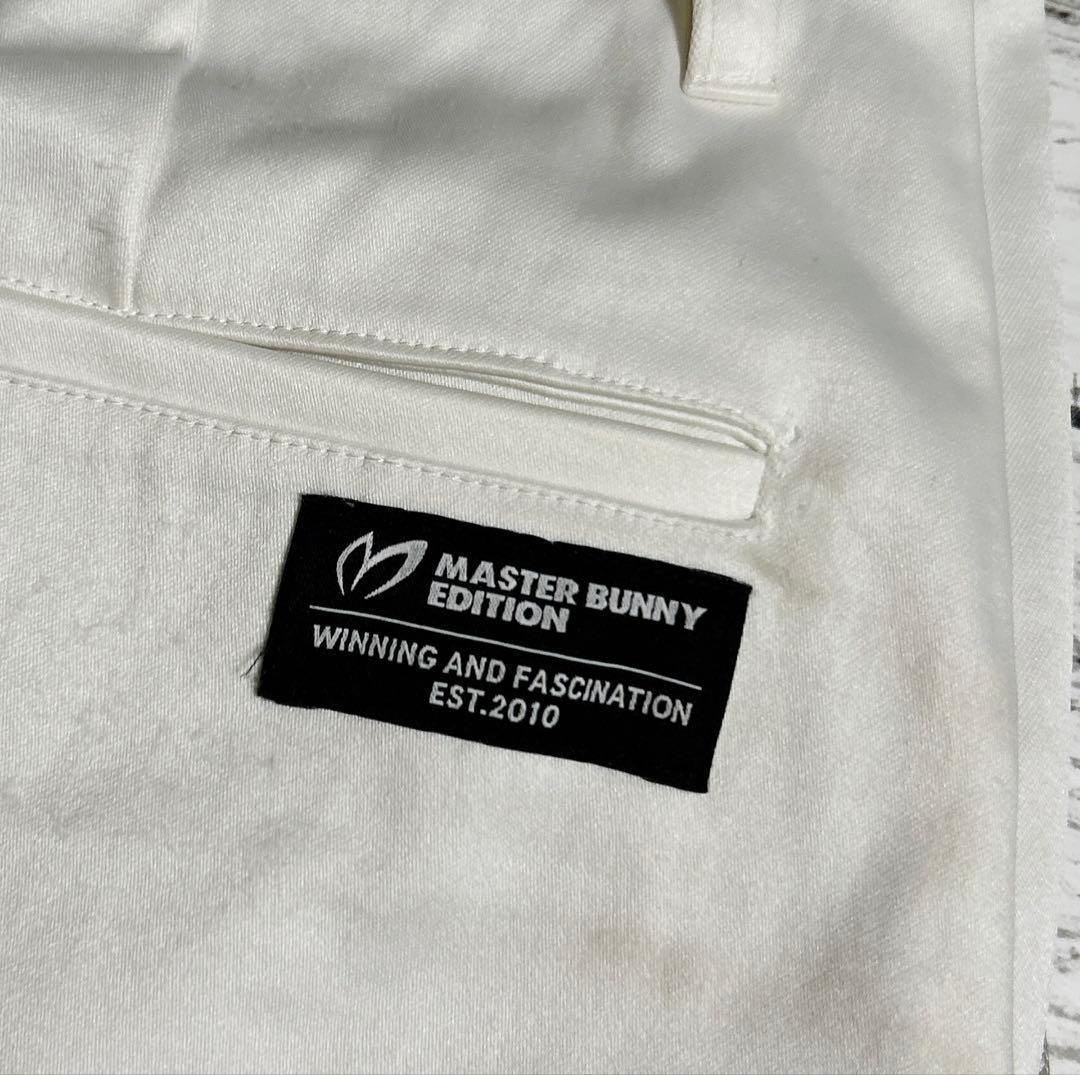 MASTER BUNNY
EDITION
WINNING AND FASCINATION
EST.2010